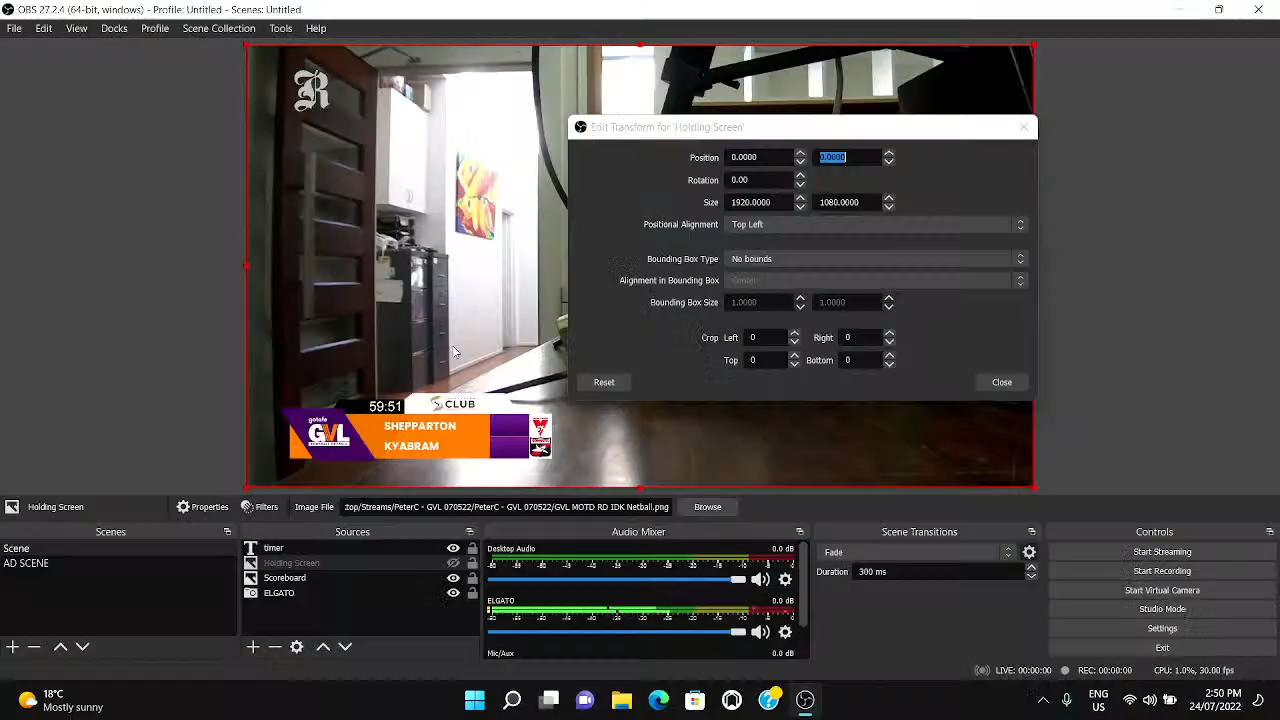 OBS 27.2.4 (64-bit, windows) - Profile: Untitled - Scenes: Untitled
File Edit View Docks Profile Scene Collection Tools Help
R
Edit Transform for 'Holding Screen'
Position 0.0000 0.0000
Rotation 0.00
Size 1920.0000 1080.0000
Positional Alignment Top Left
Bounding Box Type No bounds
Alignment in Bounding Box Center
Bounding Box Size 1.0000 1.0000
Crop Left 0 Right 0
Top 0 Bottom 0
Reset Close
59:51 CLUB
gotafe
GVL
SHEPPARTON
KYABRAM
Holding Screen Properties Filters Image File :top/Streams/PeterC - GVL 070522/PeterC - GVL 070522/GVL MOTD RD IDK Netball.png Browse
Scenes
Scene
AD SCENE
Sources
timer
Holding Screen
Scoreboard
ELGATO
Audio Mixer
Desktop Audio 0.0 dB
ELGATO 0.0 dB
Mic/Aux 0.0 dB
Scene Transitions
Fade
Duration 300 ms
Controls
Start Streaming
Start Recording
Start Virtual Camera
Studio Mode
Settings
Exit
LIVE: 00:00:00 REC: 00:00:00 CPU: 1.0%, 30.00 fps
18°C
Mostly sunny
ENG
US
2:50 PM
24/07/2022